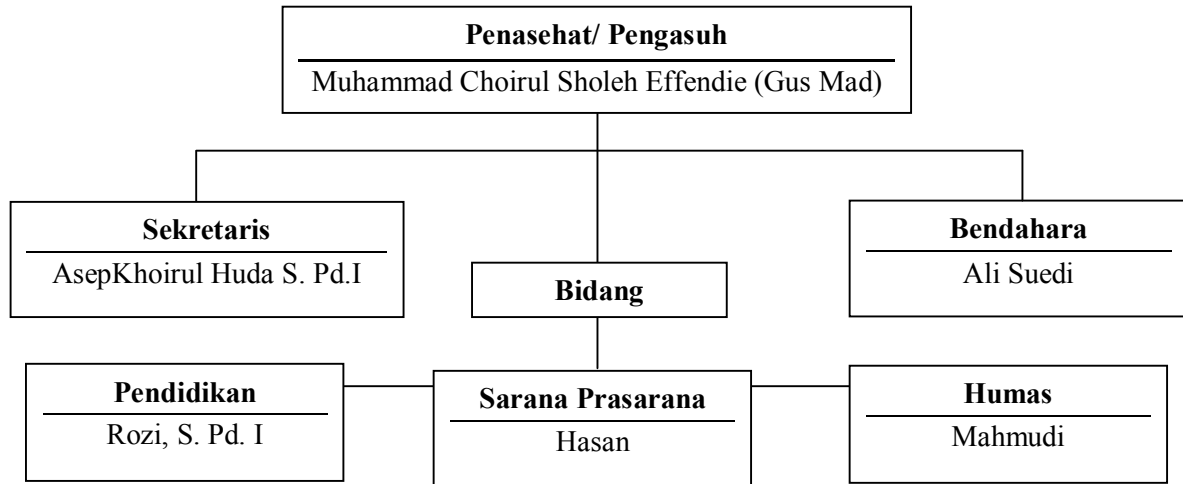 Penasehat/ Pengasuh
Muhammad Choirul Sholeh Effendie (Gus Mad)
Sekretaris
AsepKhoirul Huda S. Pd.I
Bendahara
Ali Suedi
Bidang
Pendidikan
Rozi, S. Pd. I
Sarana Prasarana
Hasan
Humas
Mahmudi